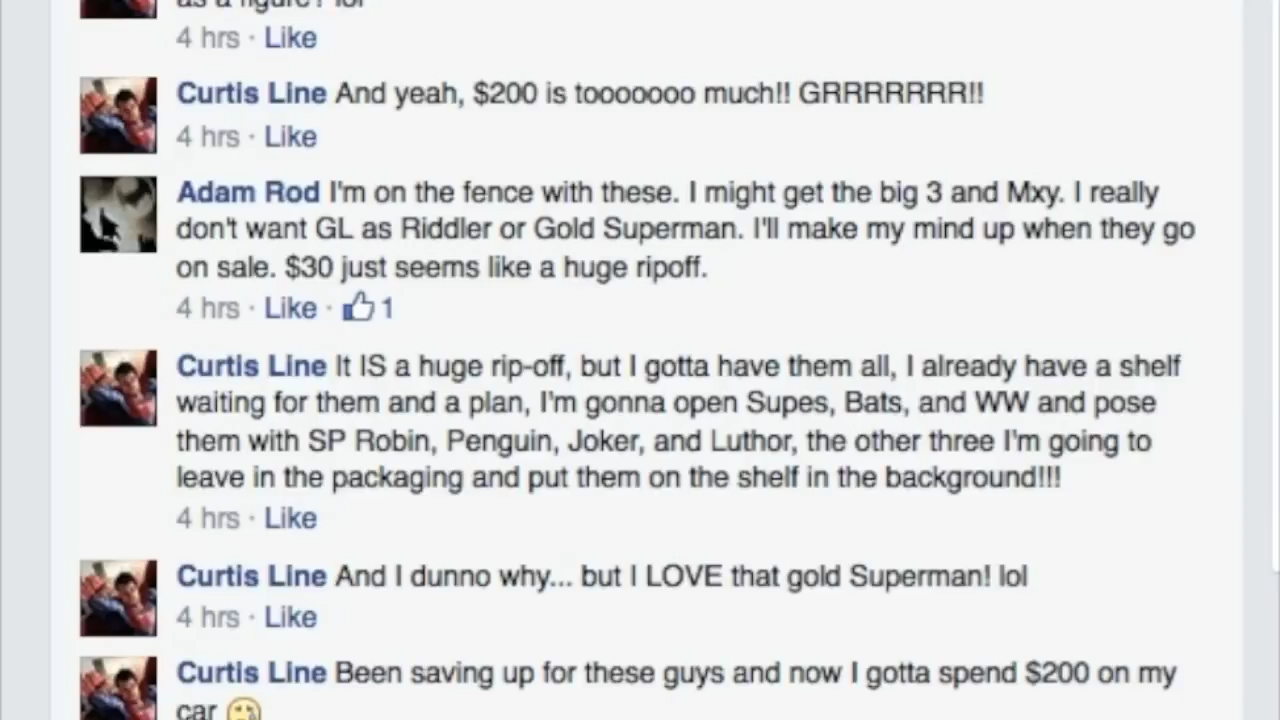 as a figure? lol
4 hrs · Like
Curtis Line And yeah, $200 is tooooooo much!! GRRRRRRR!!
4 hrs · Like
Adam Rod I'm on the fence with these. I might get the big 3 and Mxy. I really
don't want GL as Riddler or Gold Superman. I'll make my mind up when they go
on sale. $30 just seems like a huge ripoff.
4 hrs · Like · 1
Curtis Line It IS a huge rip-off, but I gotta have them all, I already have a shelf
waiting for them and a plan, I'm gonna open Supes, Bats, and WW and pose
them with SP Robin, Penguin, Joker, and Luthor, the other three I'm going to
leave in the packaging and put them on the shelf in the background!!!
4 hrs · Like
Curtis Line And I dunno why... but I LOVE that gold Superman! lol
4 hrs · Like
Curtis Line Been saving up for these guys and now I gotta spend $200 on my
car